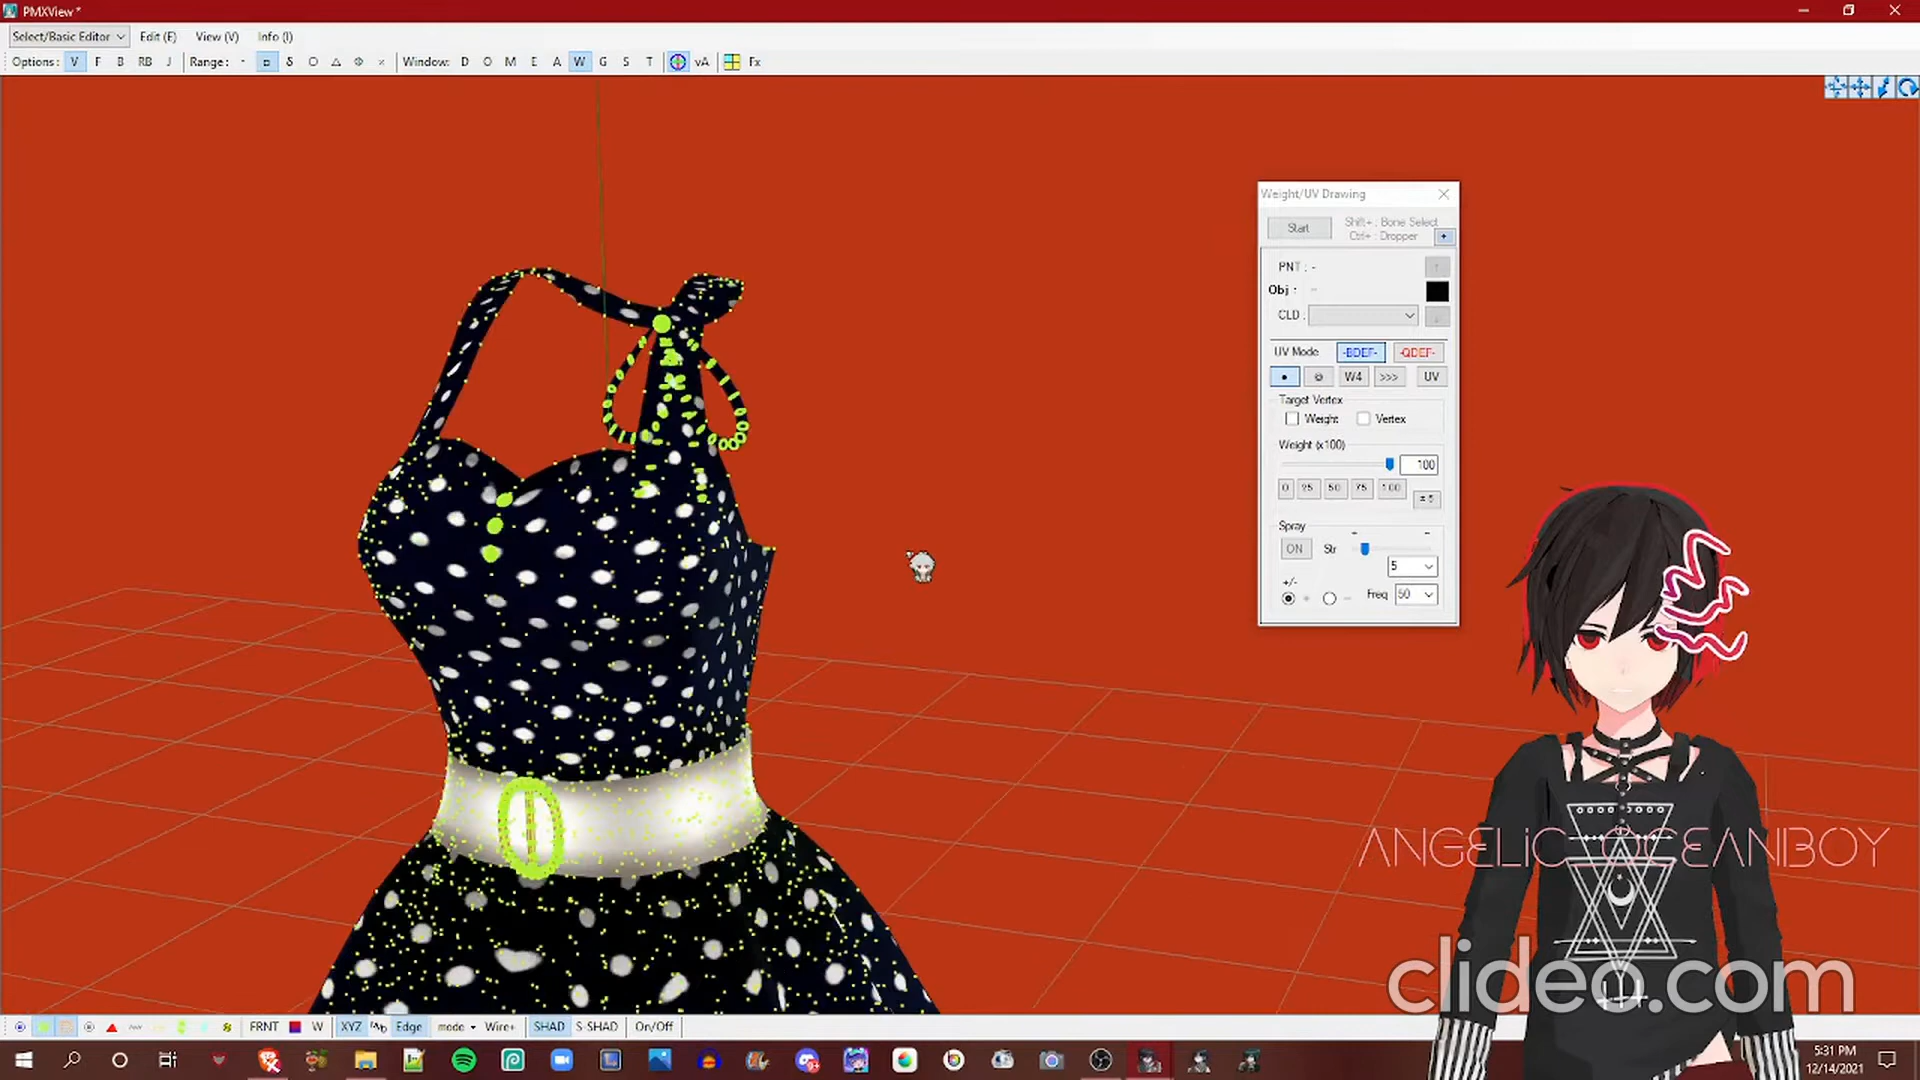 PMXView *
Select/Basic Editor Edit (E) View (V) Info (I)
Options: V F B RB J Range: Window: D O M E A W G S T vA Fx
Weight/UV Drawing
Start
Shift+ : Bone Select
Ctrl+ : Dropper
PNT : -
Obj : -
CLD :
UV Mode -BDEF- -QDEF-
W4 >>> UV
Target Vertex
Weight Vertex
Weight (x100)
100
0 25 50 75 100
± 5
Spray
ON Str
5
+/-
+ - Freq 50
ANGELIC OCEANBOY
clideo.com
FRNT W XYZ Edge mode Wire+ SHAD S-SHAD On/Off
5:31 PM
12/14/2021